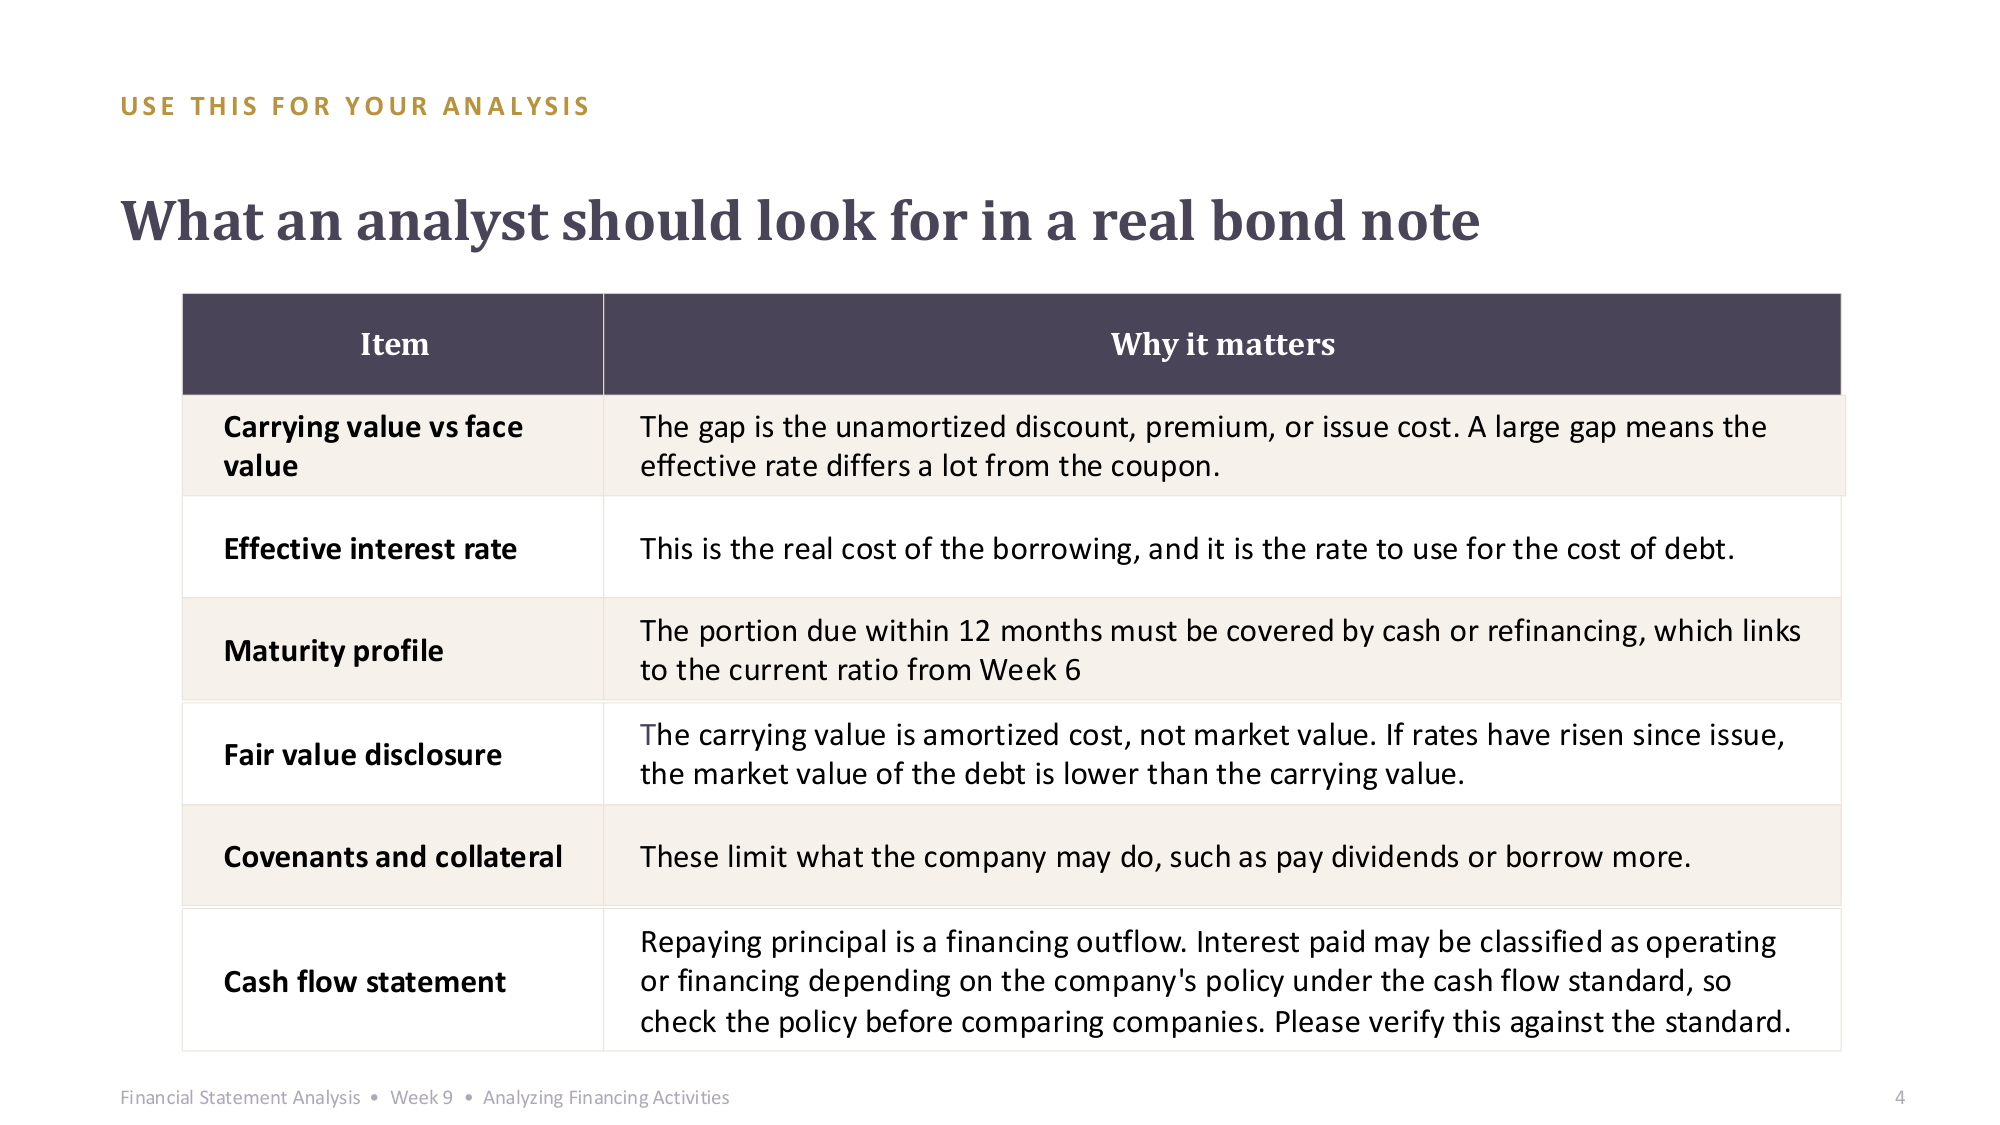 USE THIS FOR YOUR ANALYSIS
What an analyst should look for in a real bond note
Item
Why it matters
Carrying value vs face
value
The gap is the unamortized discount, premium, or issue cost. A large gap means the
effective rate differs a lot from the coupon.
Effective interest rate
This is the real cost of the borrowing, and it is the rate to use for the cost of debt.
Maturity profile
The portion due within 12 months must be covered by cash or refinancing, which links
to the current ratio from Week 6
Fair value disclosure
The carrying value is amortized cost, not market value. If rates have risen since issue,
the market value of the debt is lower than the carrying value.
Covenants and collateral
These limit what the company may do, such as pay dividends or borrow more.
Cash flow statement
Repaying principal is a financing outflow. Interest paid may be classified as operating
or financing depending on the company's policy under the cash flow standard, so
check the policy before comparing companies. Please verify this against the standard.
Financial Statement Analysis • Week 9 • Analyzing Financing Activities
4